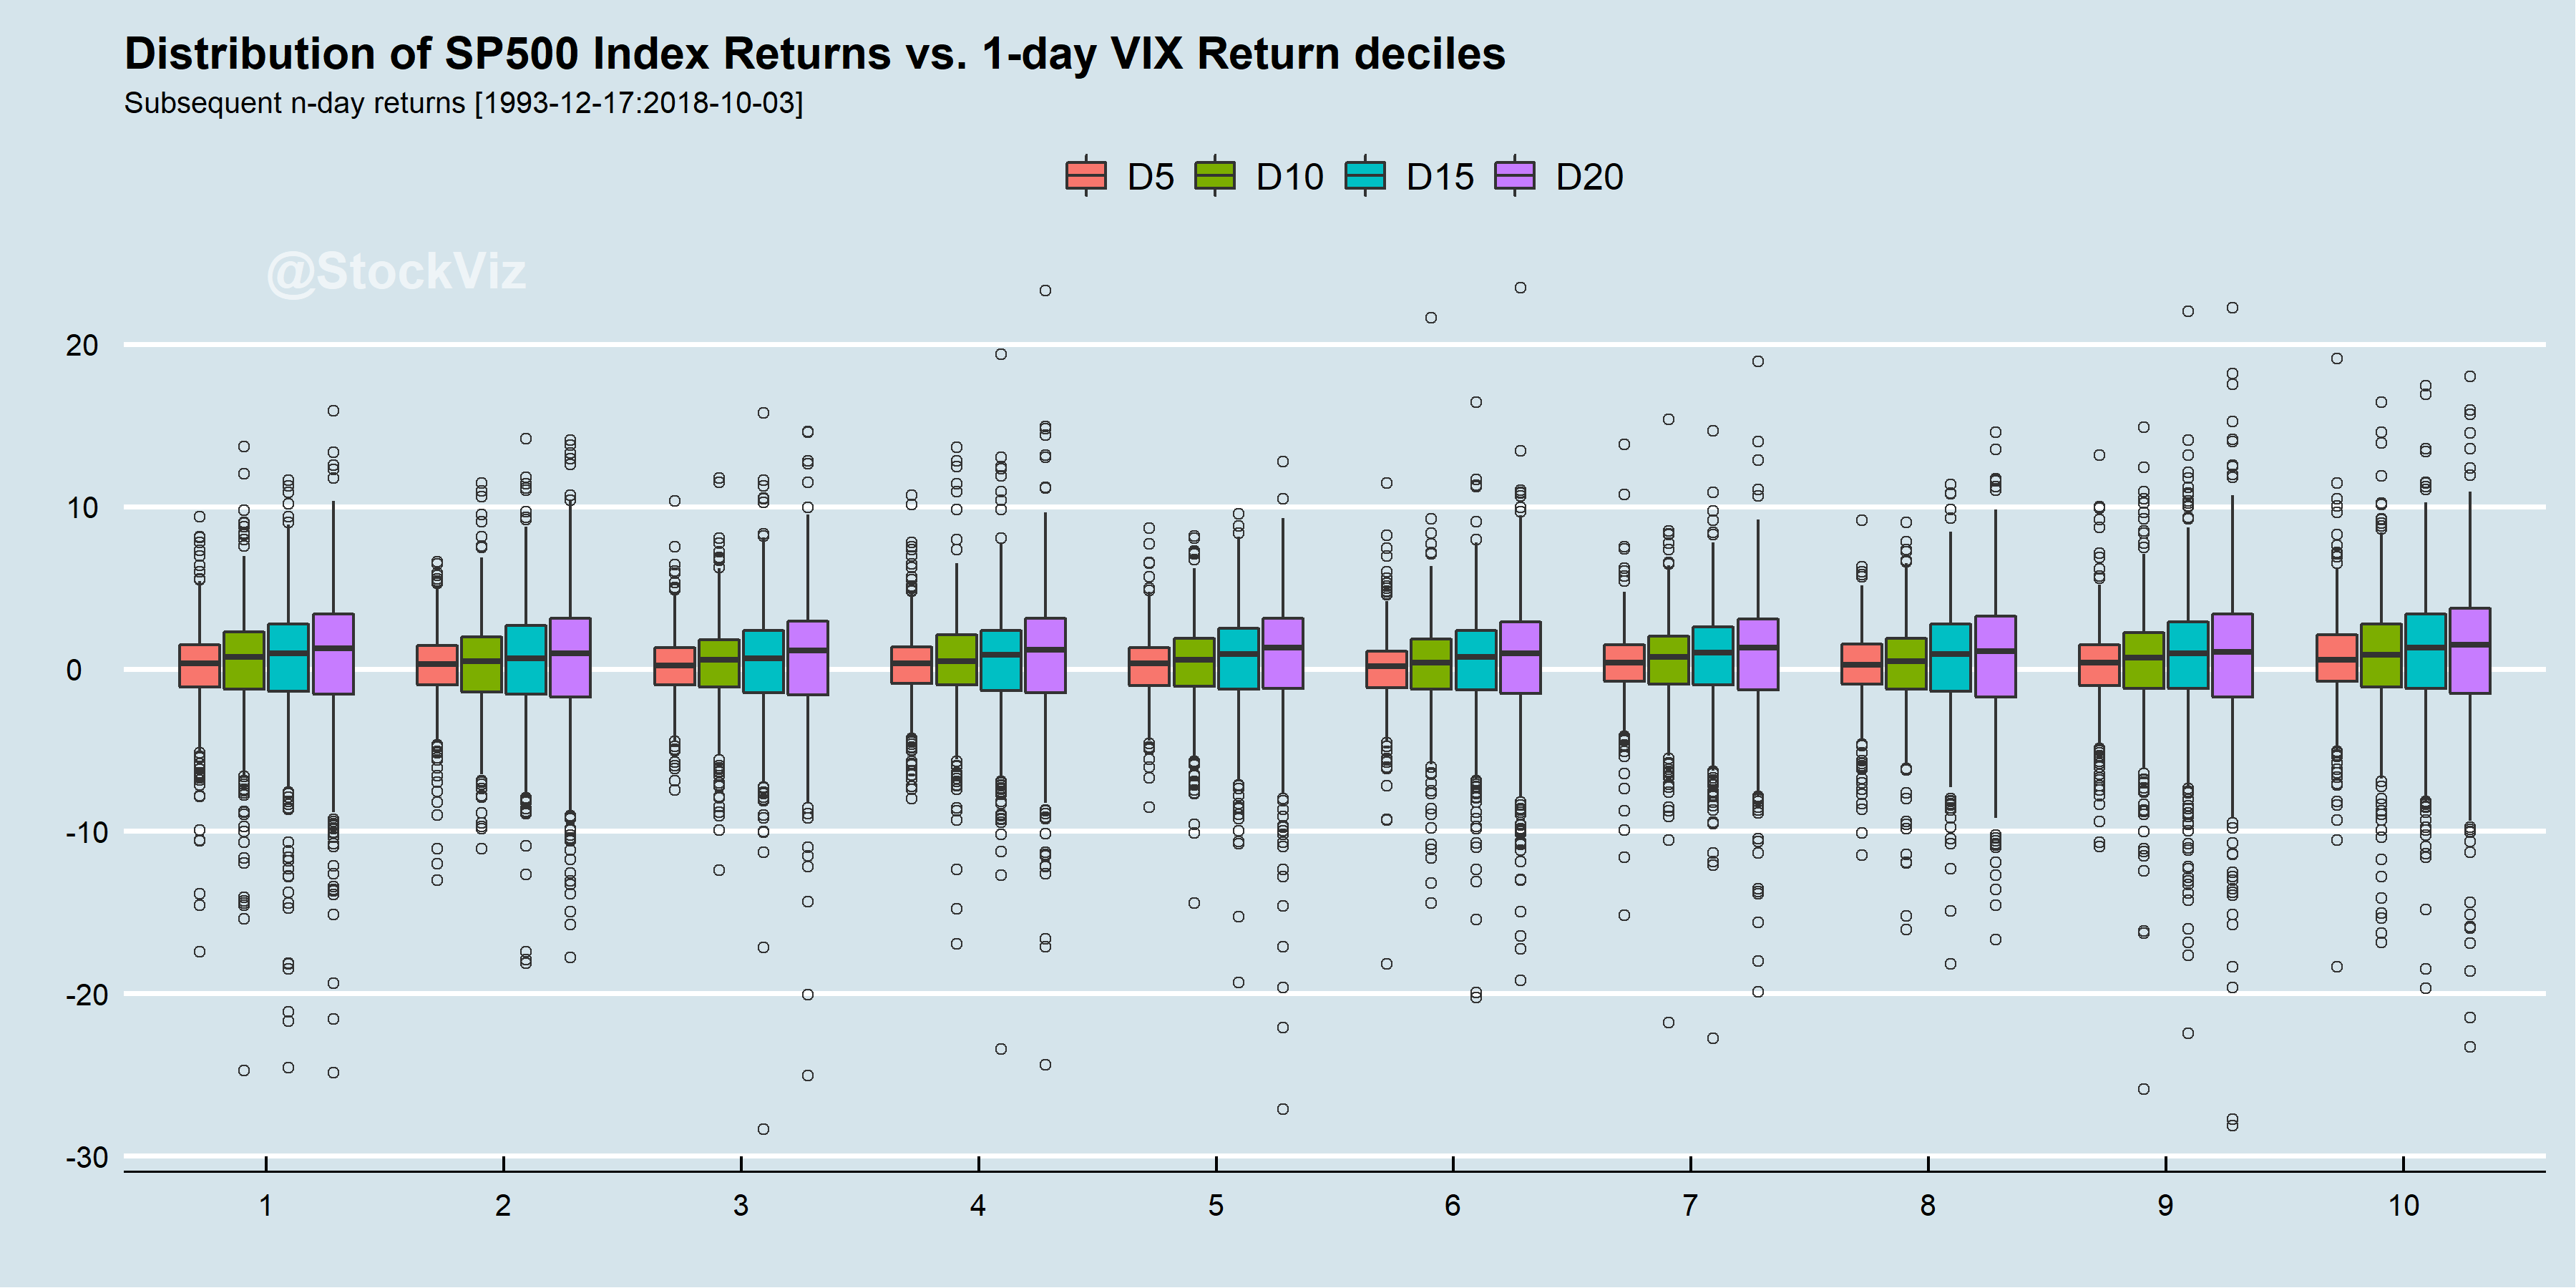 Distribution of SP500 Index Returns vs. 1-day VIX Return deciles
Subsequent n-day returns [1993-12-17:2018-10-03]
D5 D10 D15 D20
@StockViz
20
10
0
-10
-20
-30
1 2 3 4 5 6 7 8 9 10